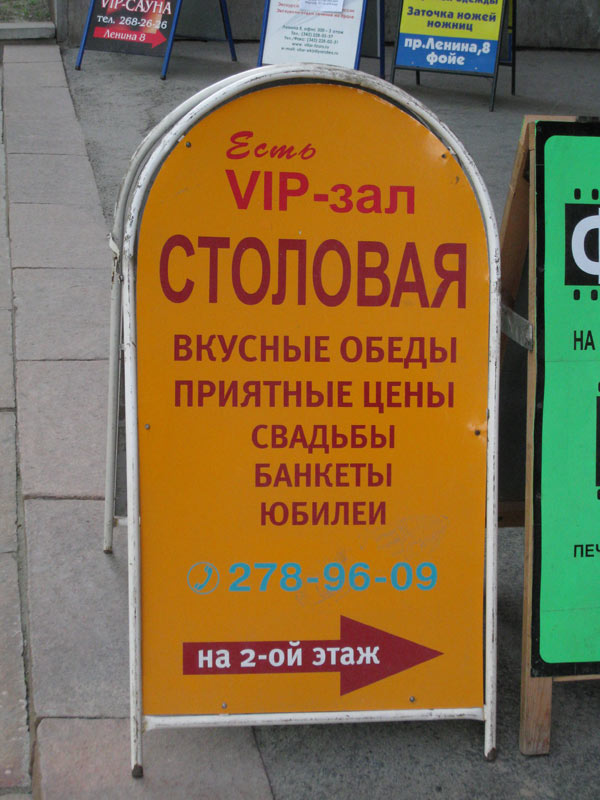 VIP-САУНА
тел. 268-26-26
Ленина 8
Заточка ножей
ножниц
пр.Ленина,8
фойе
Есть
VIP-зал
СТОЛОВАЯ
ВКУСНЫЕ ОБЕДЫ
ПРИЯТНЫЕ ЦЕНЫ
СВАДЬБЫ
БАНКЕТЫ
ЮБИЛЕИ
278-96-09
на 2-ой этаж
НА